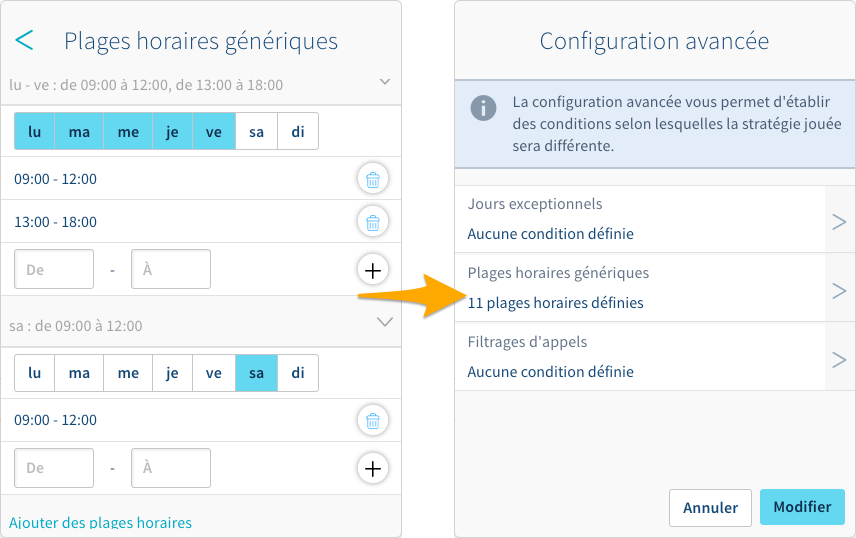 Plages horaires génériques
lu - ve : de 09:00 à 12:00, de 13:00 à 18:00
lu ma me je ve sa di
09:00 - 12:00
13:00 - 18:00
De - À
sa : de 09:00 à 12:00
lu ma me je ve sa di
09:00 - 12:00
De - À
Ajouter des plages horaires
Configuration avancée
La configuration avancée vous permet d'établir
des conditions selon lesquelles la stratégie jouée
sera différente.
Jours exceptionnels
Aucune condition définie
Plages horaires génériques
11 plages horaires définies
Filtrages d'appels
Aucune condition définie
Annuler Modifier